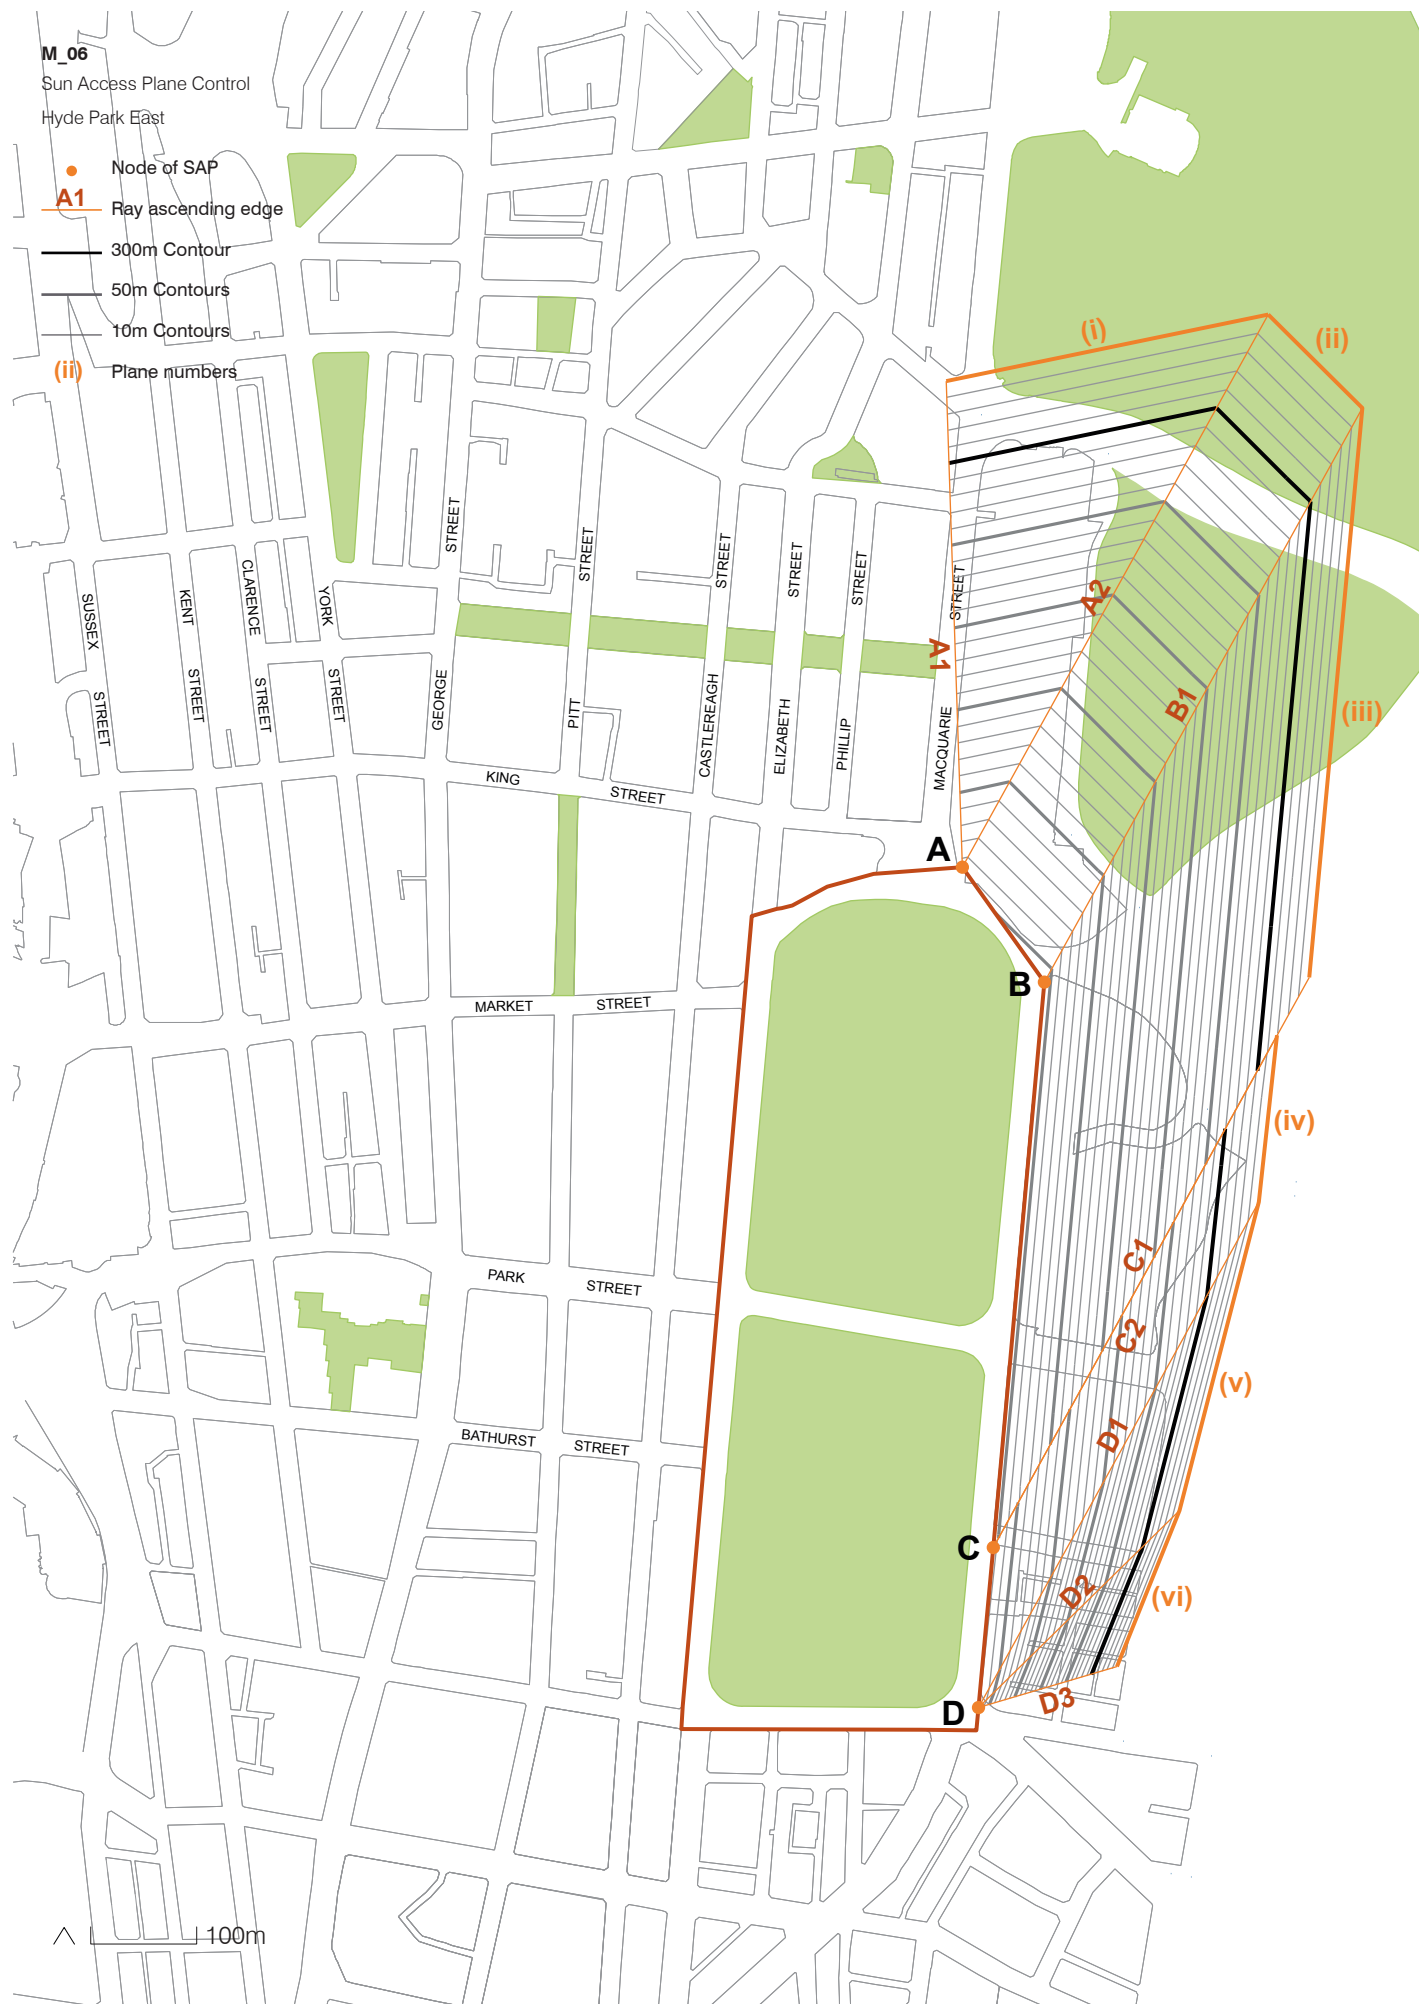 M_06
Sun Access Plane Control
Hyde Park East
Node of SAP
A1
Ray ascending edge
300m Contour
50m Contours
10m Contours
(ii)
Plane numbers
(i)
(ii)
(iii)
(iv)
(v)
(vi)
A1
A2
B1
C1
C2
D1
D2
D3
A
B
C
D
SUSSEX
STREET
KENT
STREET
CLARENCE
STREET
YORK
STREET
GEORGE
STREET
PITT
STREET
CASTLEREAGH
STREET
ELIZABETH
STREET
PHILLIP
STREET
MACQUARIE
STREET
KING
STREET
MARKET
STREET
PARK
STREET
BATHURST
STREET
100m